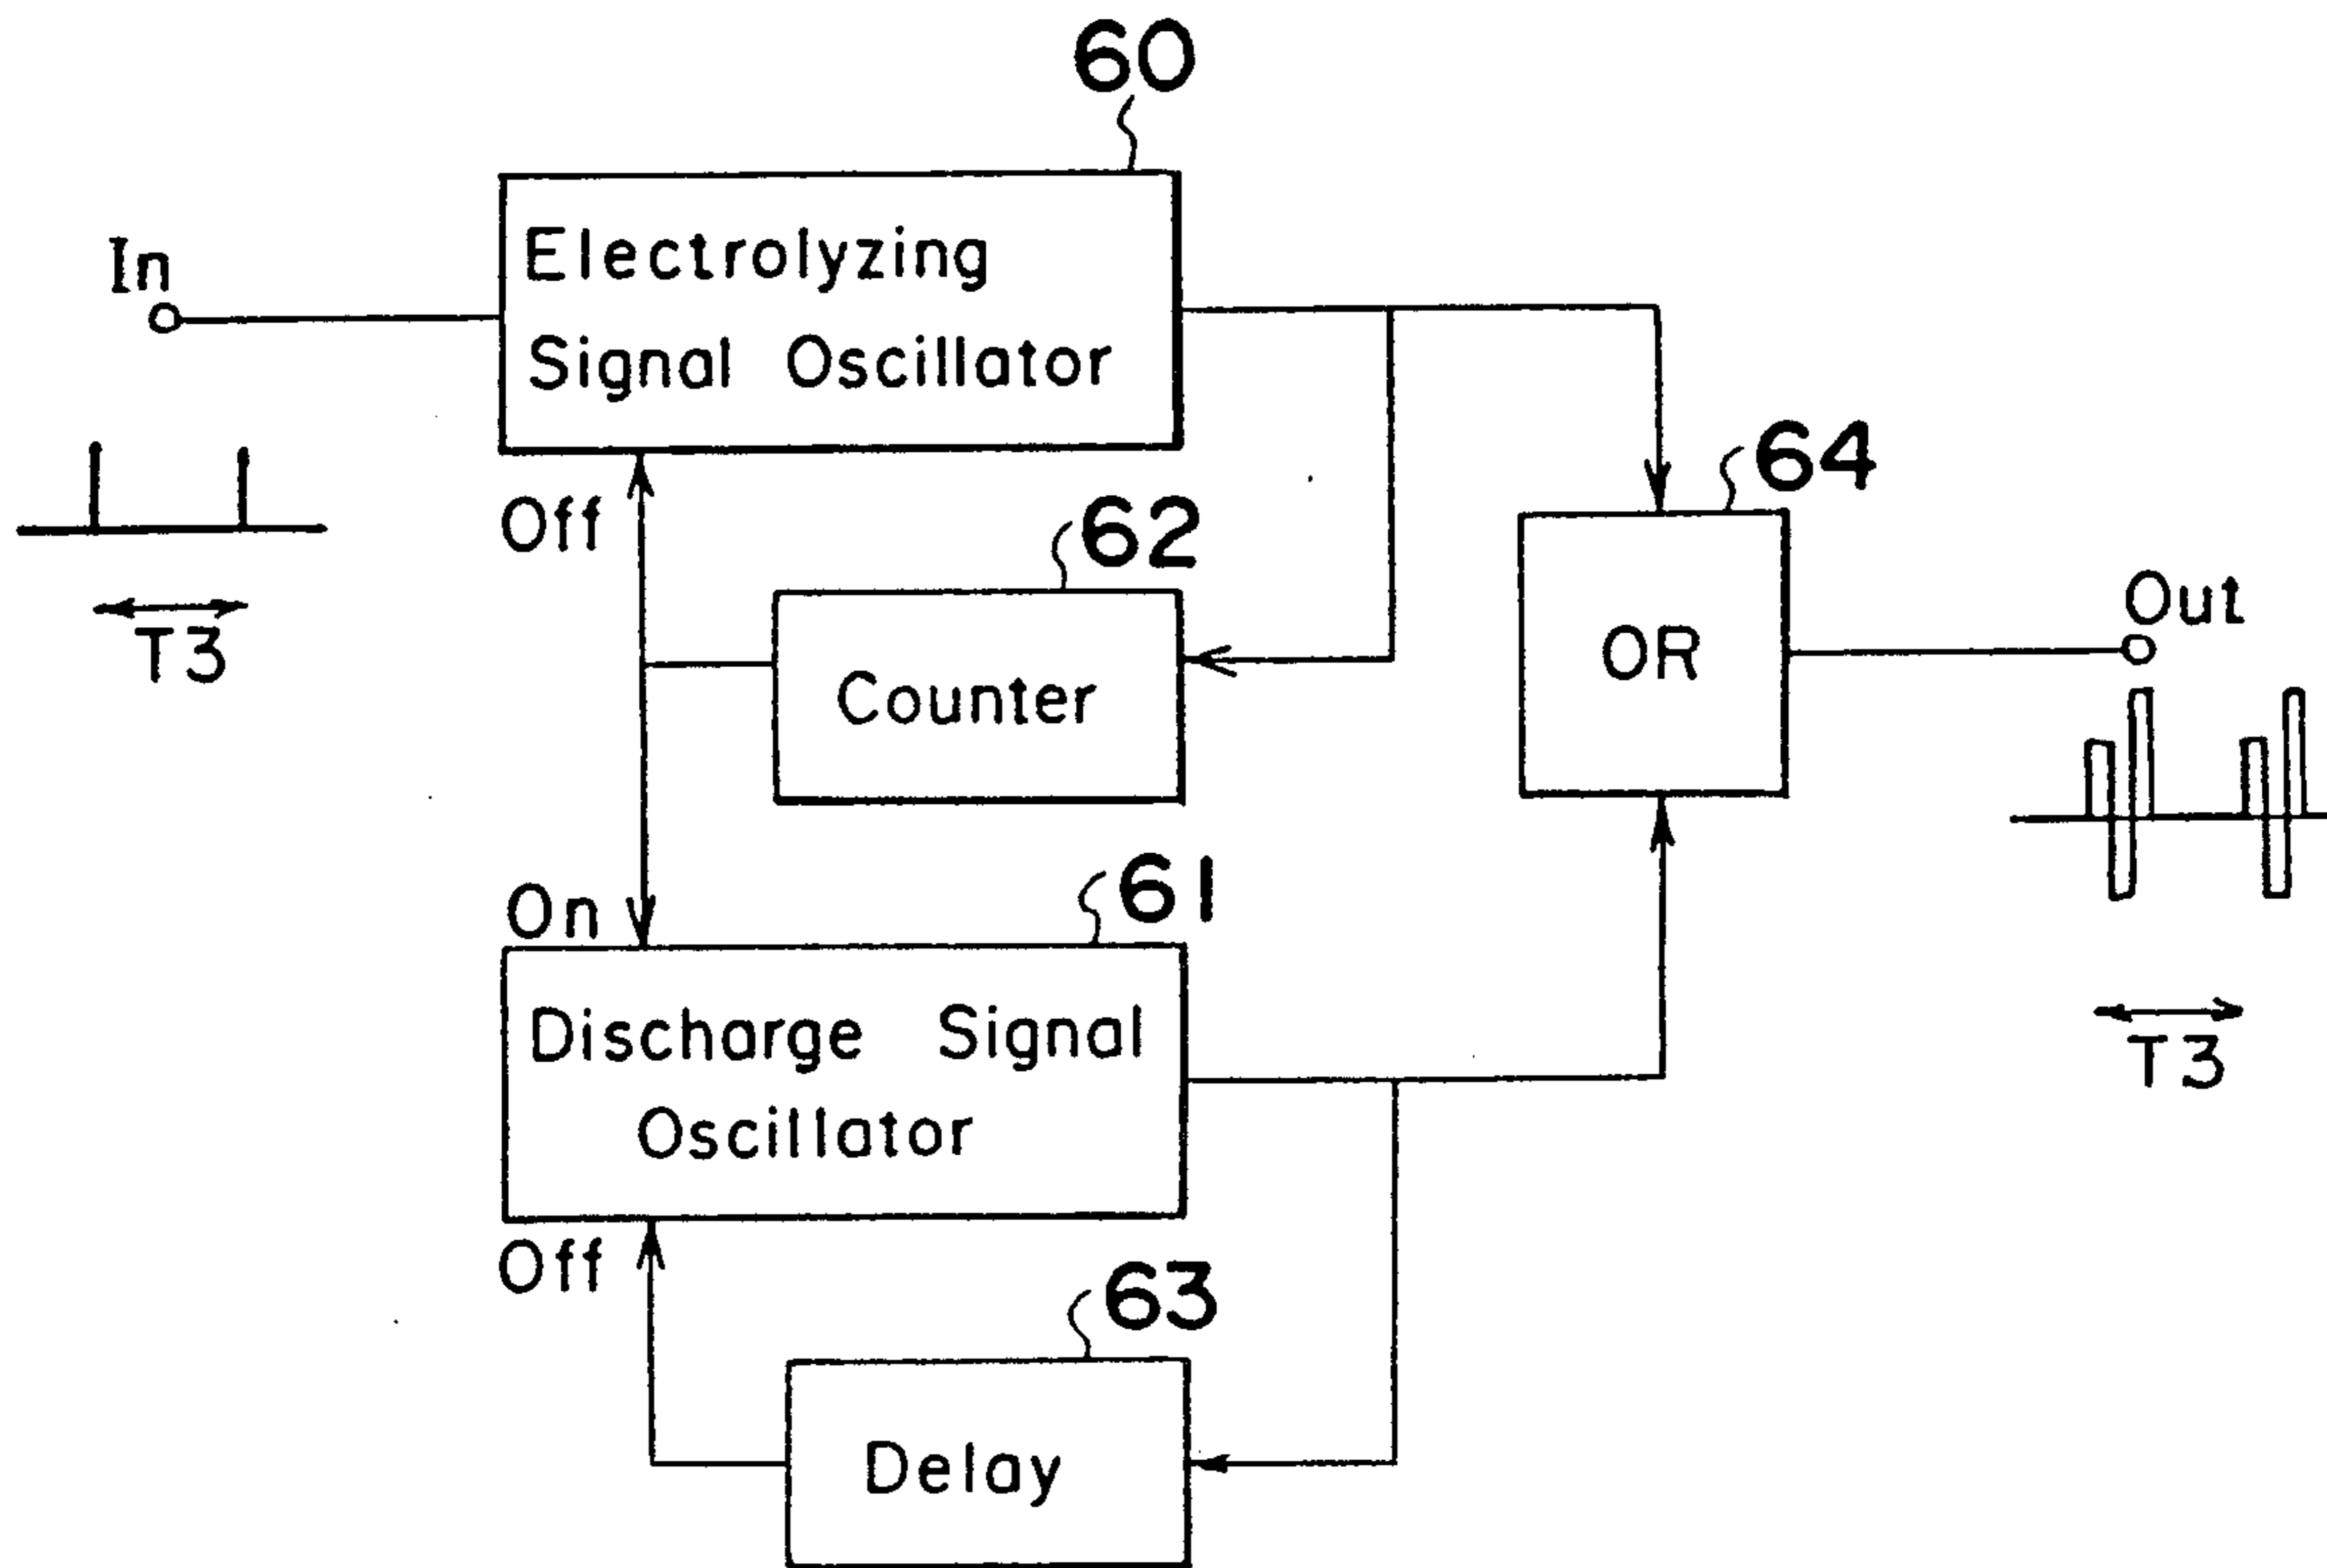 60
In
Electrolyzing
Signal Oscillator
T3
Off
62
64
Counter
OR
Out
T3
On
61
Discharge Signal
Oscillator
Off
63
Delay